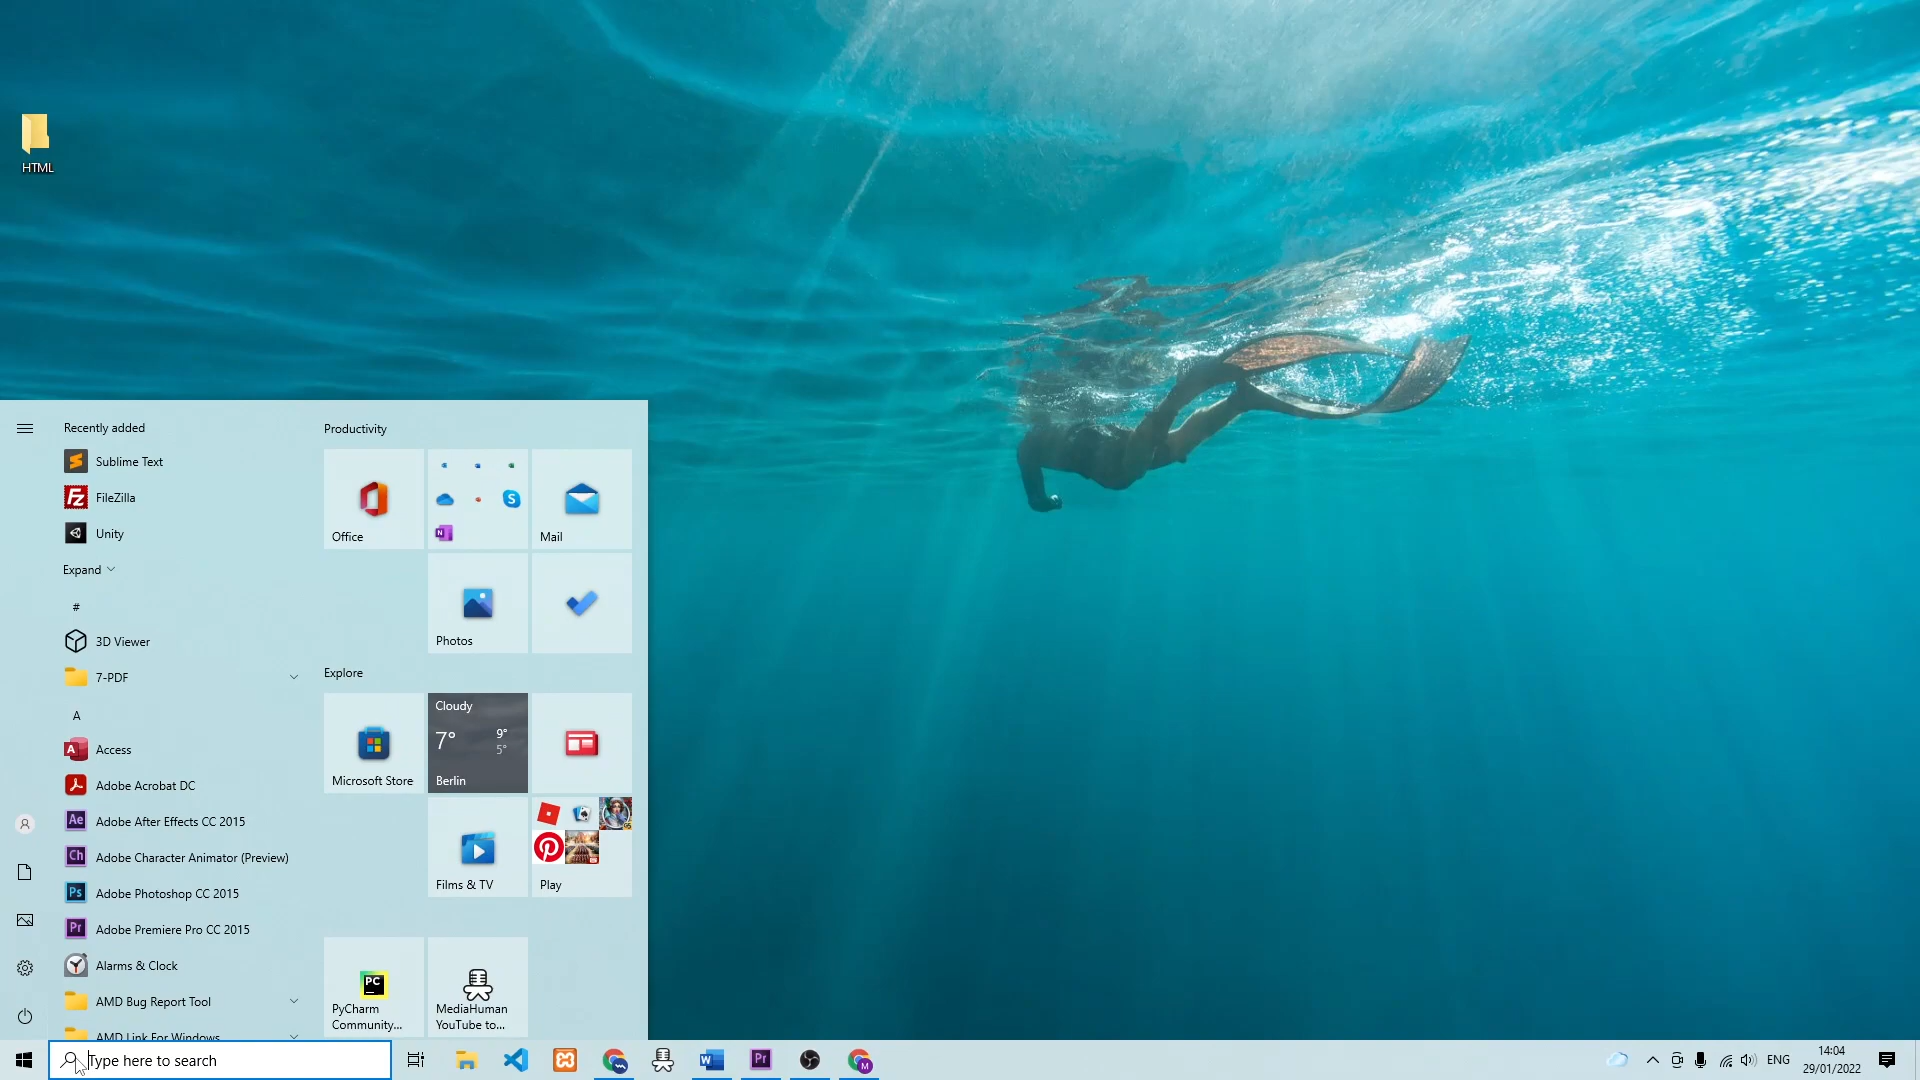 HTML
Recently added
Sublime Text
FileZilla
Unity
Expand
#
3D Viewer
7-PDF
A
Access
Adobe Acrobat DC
Adobe After Effects CC 2015
Adobe Character Animator (Preview)
Adobe Photoshop CC 2015
Adobe Premiere Pro CC 2015
Alarms & Clock
AMD Bug Report Tool
AMD Link For Windows
Productivity
Office
Mail
Photos
Explore
Microsoft Store
Cloudy
7° 9°
5°
Berlin
Films & TV
Play
PyCharm
Community...
MediaHuman
YouTube to...
Type here to search
ENG
14:04
29/01/2022